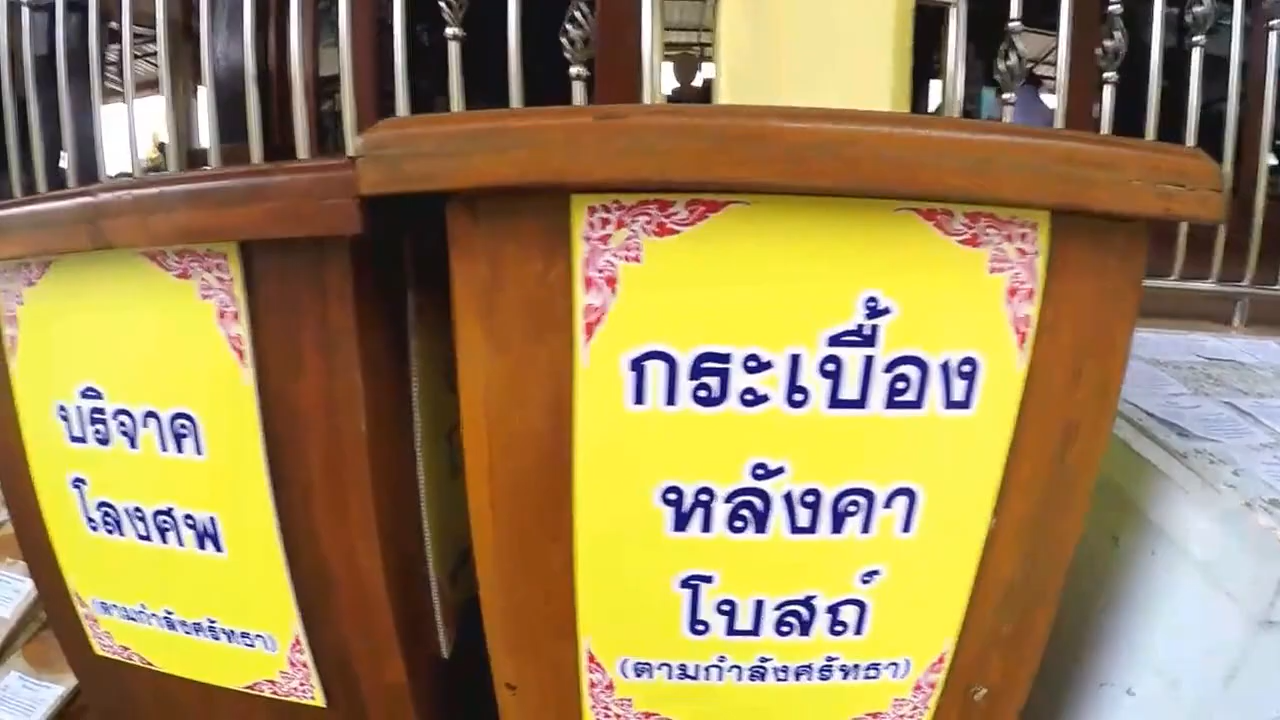 บริจาค
โลงศพ
(ตามกำลังศรัทธา)
กระเบื้อง
หลังคา
โบสถ์
(ตามกำลังศรัทธา)